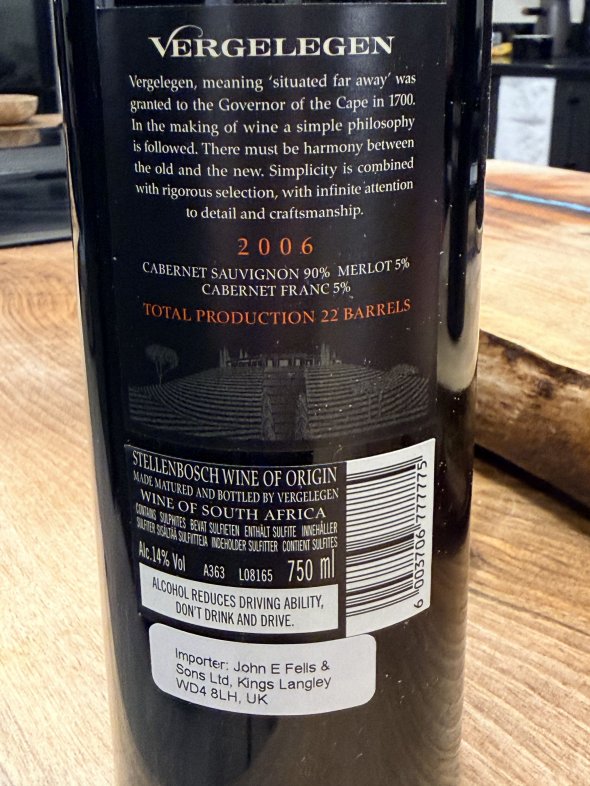 VERGELEGEN
Vergelegen, meaning 'situated far away' was
granted to the Governor of the Cape in 1700.
In the making of wine a simple philosophy
is followed. There must be harmony between
the old and the new. Simplicity is combined
with rigorous selection, with infinite attention
to detail and craftsmanship.
2006
CABERNET SAUVIGNON 90% MERLOT 5%
CABERNET FRANC 5%
TOTAL PRODUCTION 22 BARRELS
STELLENBOSCH WINE OF ORIGIN
MADE MATURED AND BOTTLED BY VERGELEGEN
WINE OF SOUTH AFRICA
CONTAINS SULPHITES BEVAT SULFIETEN ENTHÄLT SULFITE INNEHÅLLER
SULFITER SISÄLTÄÄ SULFIITTEJA INDEHOLDER SULFITTER CONTIENT SULFITES
Alc.14% Vol A363 L08165 750 ml
ALCOHOL REDUCES DRIVING ABILITY,
DON'T DRINK AND DRIVE.
6 003706 777775
Importer: John E Fells &
Sons Ltd, Kings Langley
WD4 8LH, UK